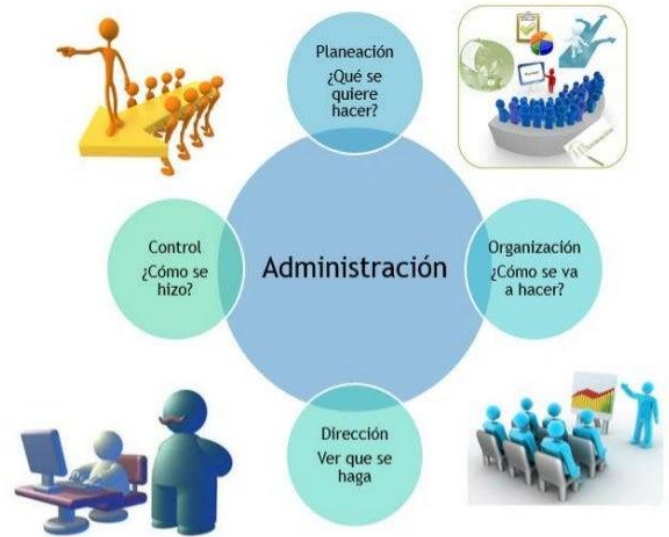 Planeación
¿Qué se
quiere
hacer?
Control
¿Cómo se
hizo?
Administración
Organización
¿Cómo se va
a hacer?
Dirección
Ver que se
haga